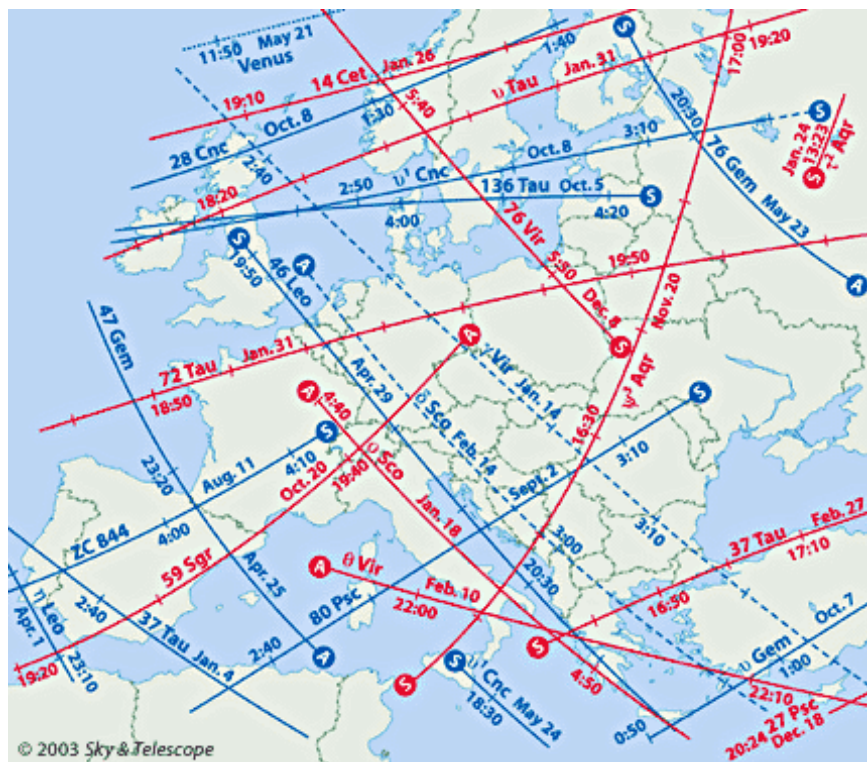 11:50 May 21
Venus
19:10
14 Cet Jan. 26
5:40
1:40
1:30
28 Cnc Oct. 8
2:40
18:20
υ Tau Jan. 31
17:00
19:20
S
20:30
76 Gem May 23
A
3:10
S
Jan. 24
13:23
τ² Aqr
S
2:50
υ¹ Cnc
Oct. 8
136 Tau Oct. 5
4:00
4:20
S
76 Vir
5:50
Dec. 8
S
S
19:50
46 Leo
Apr. 29
20:30
A
δ Sco Feb. 14
3:00
47 Gem
23:20
Apr. 25
A
72 Tau Jan. 31
18:50
19:50
Nov. 20
ψ³ Aqr
16:30
S
A
γ Vir Jan. 14
3:10
A
4:40
θ Sco
Jan. 18
4:50
S
4:10
Aug. 11
4:00
ZC 844
Oct. 20
19:40
59 Sgr
19:20
S
3:10
Sept. 2
80 Psc
2:40
A
θ Vir
Feb. 10
22:00
22:10
2:40
37 Tau Jan. 4
η Leo
Apr. 1
23:10
S
υ¹ Cnc May 24
18:30
S
16:50
37 Tau
17:10
Feb. 27
0:50
υ Gem
1:00
Oct. 7
27 Psc
Dec. 18
20:24
© 2003 Sky & Telescope